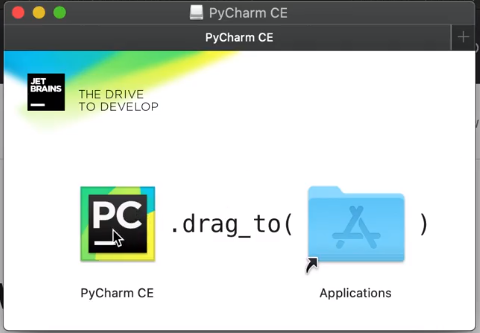 PyCharm CE
PyCharm CE
JET
BRAINS
THE DRIVE
TO DEVELOP
PC .drag_to( )
PyCharm CE Applications